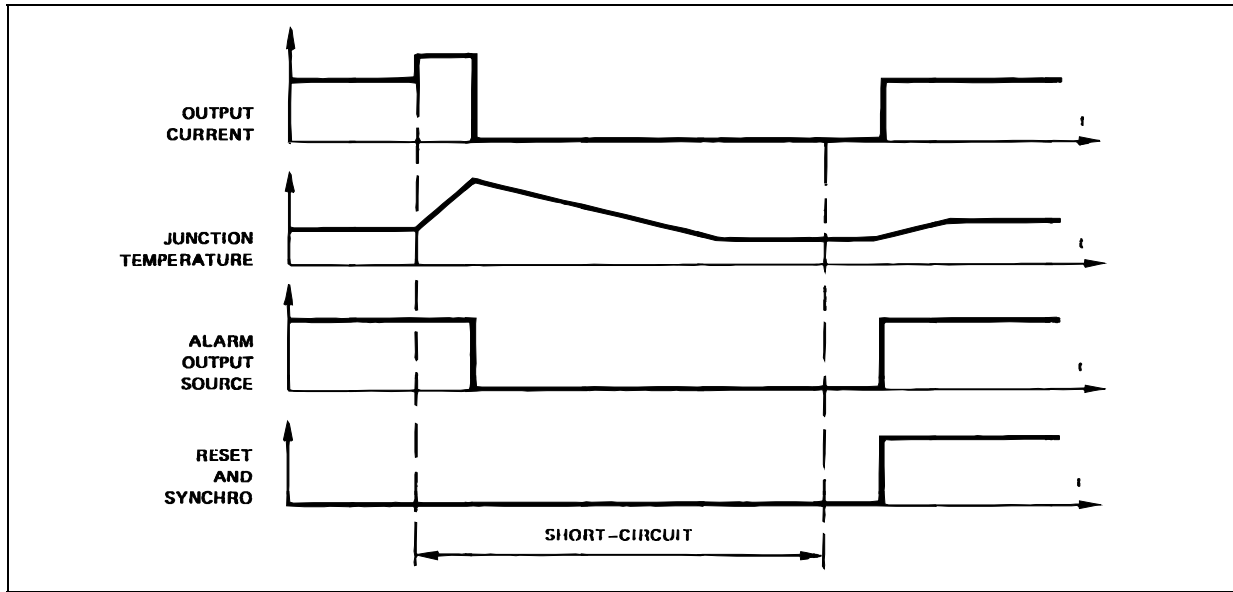 OUTPUT
CURRENT
t
JUNCTION
TEMPERATURE
t
ALARM
OUTPUT
SOURCE
t
RESET
AND
SYNCHRO
t
SHORT-CIRCUIT